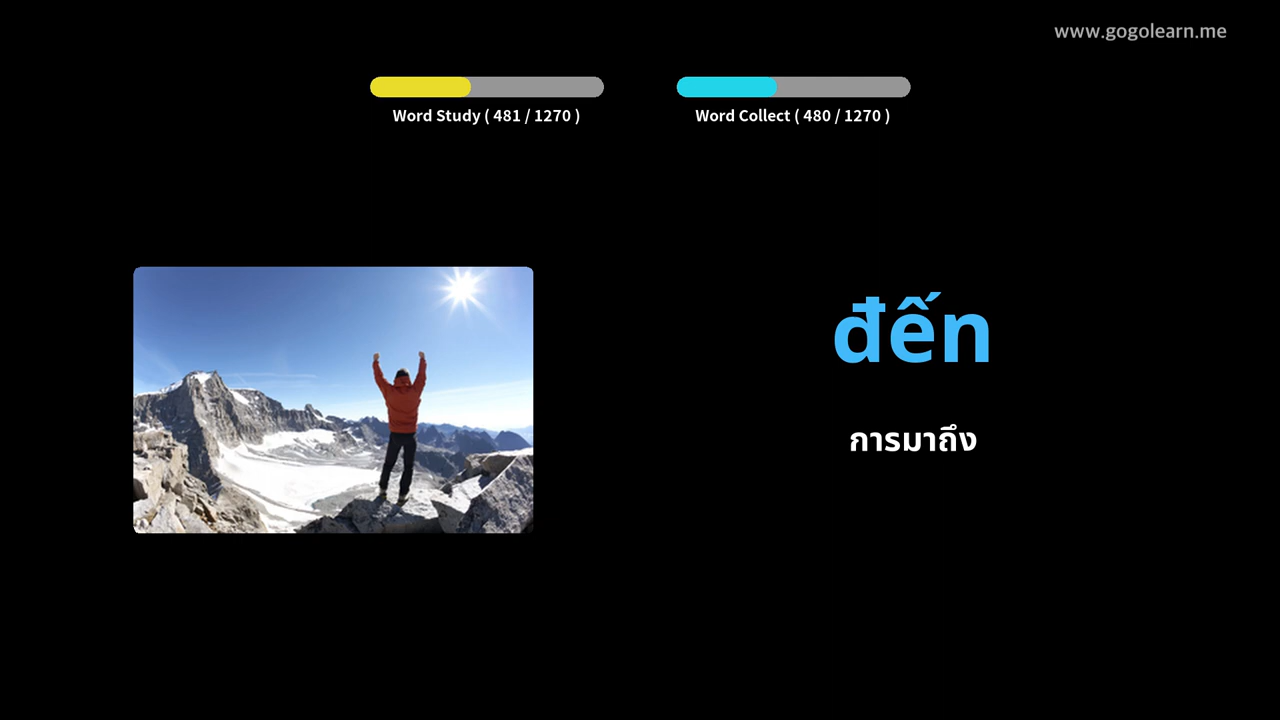 www.gogolearn.me
Word Study ( 481 / 1270 )
Word Collect ( 480 / 1270 )
đến
การมาถึง